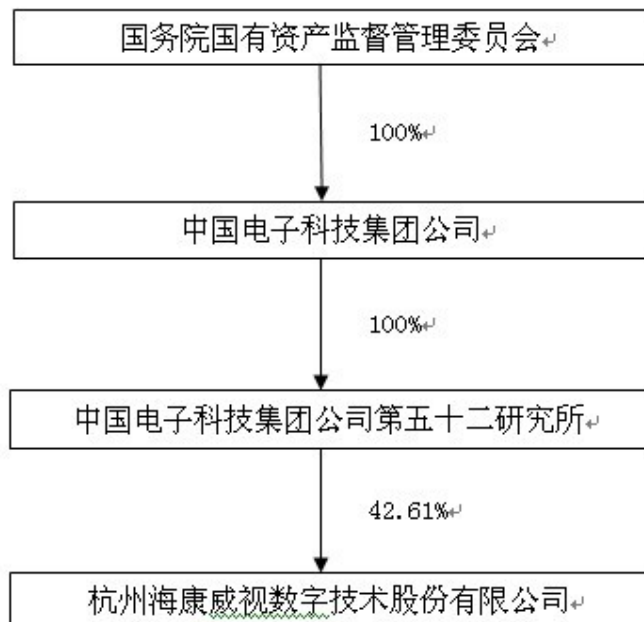 国务院国有资产监督管理委员会↵
100%↵
中国电子科技集团公司↵
100%↵
中国电子科技集团公司第五十二研究所↵
42.61%↵
杭州海康威视数字技术股份有限公司↵